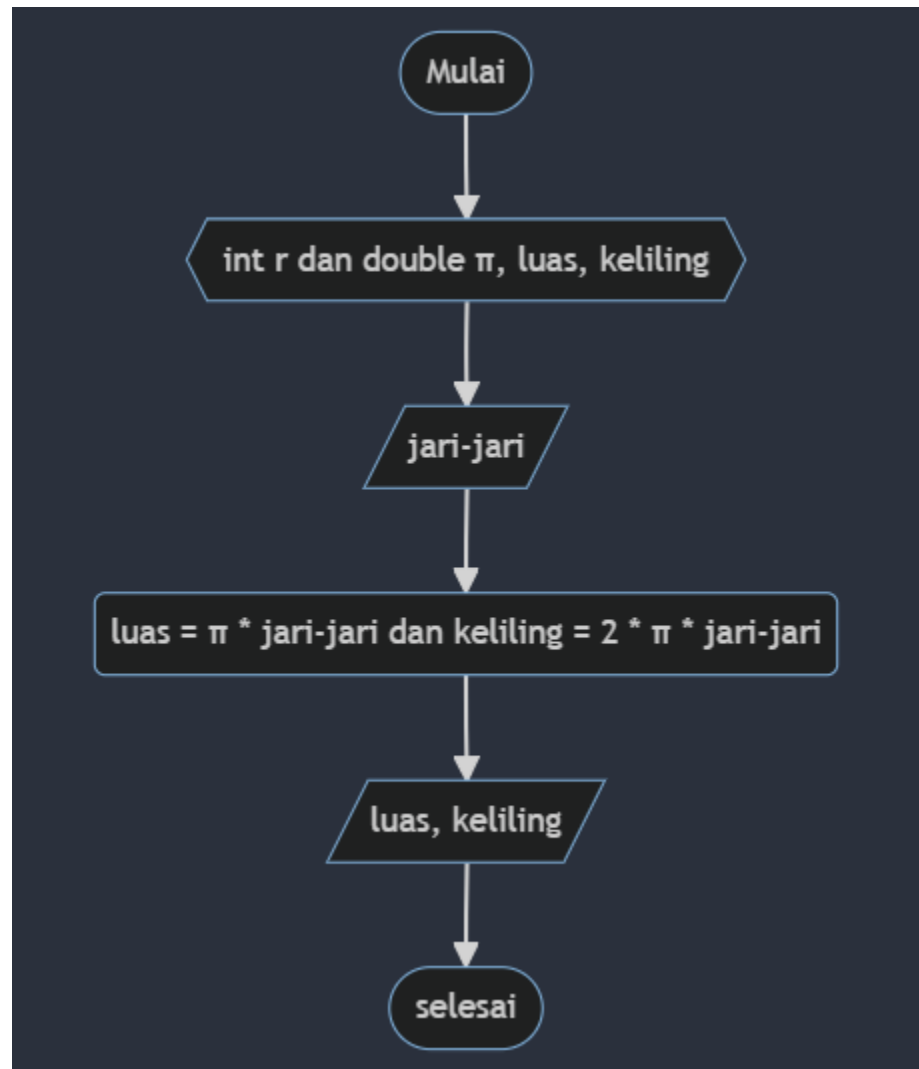 Mulai
int r dan double π, luas, keliling
jari-jari
luas = π * jari-jari dan keliling = 2 * π * jari-jari
luas, keliling
selesai